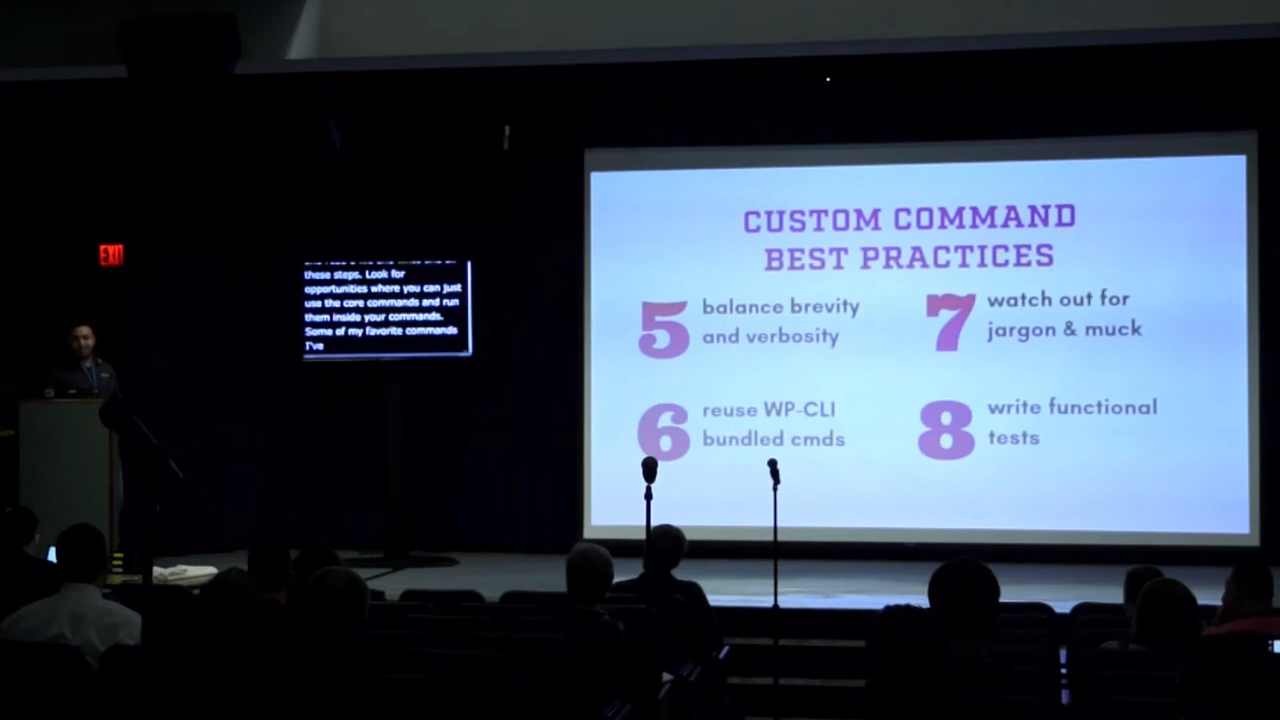 EXIT
these steps. Look for
opportunities where you can just
use the core commands and run
them inside your commands.
Some of my favorite commands
I've
CUSTOM COMMAND
BEST PRACTICES
5 balance brevity
and verbosity
6 reuse WP-CLI
bundled cmds
7 watch out for
jargon & muck
8 write functional
tests